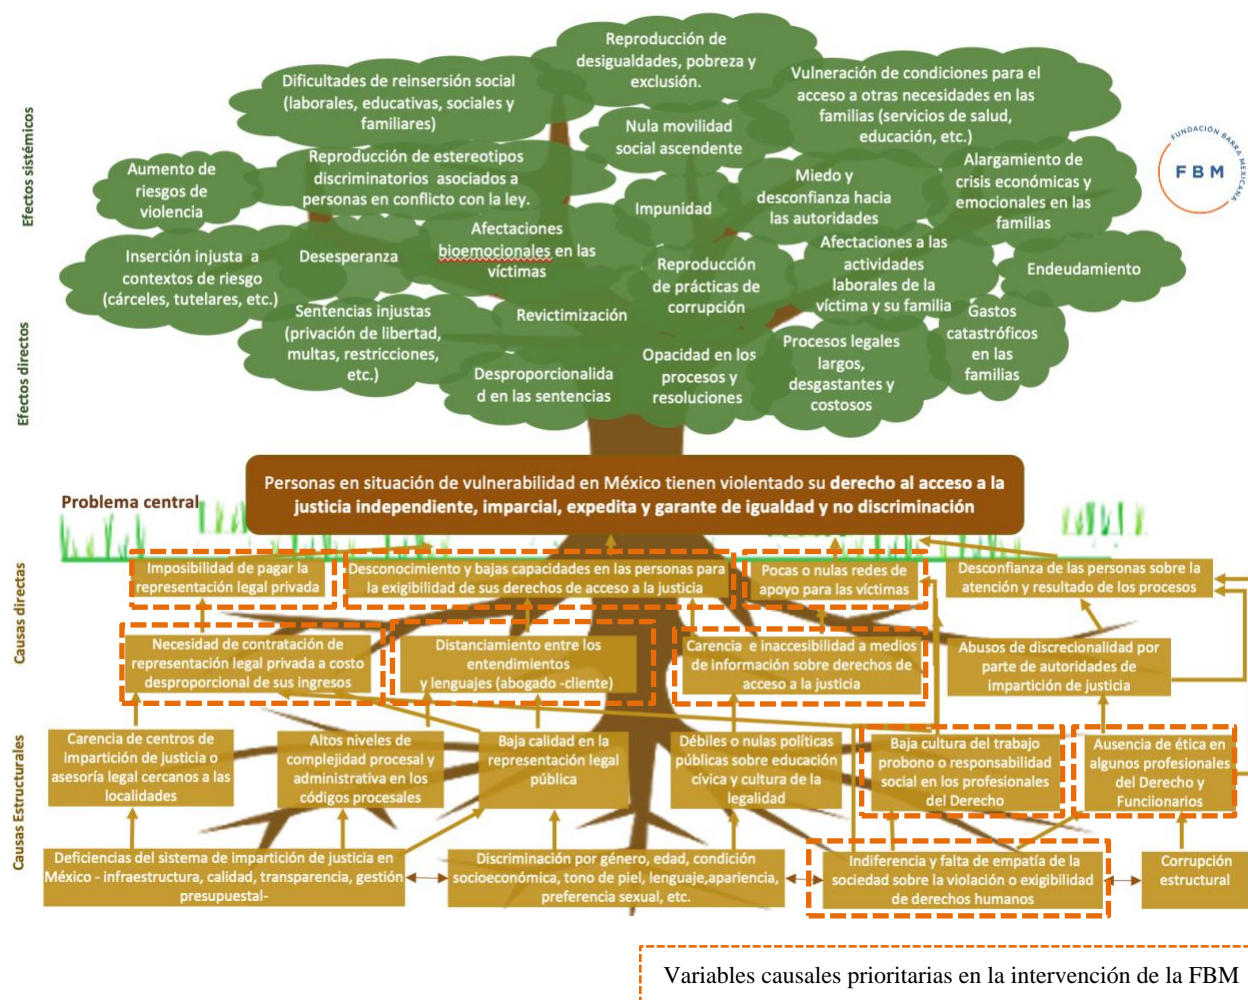 Reproducción de
desigualdades, pobreza y
exclusión.
Dificultades de reinserción social
(laborales, educativas, sociales y
familiares)
Vulneración de condiciones para el
acceso a otras necesidades en las
familias (servicios de salud,
educación, etc.)
Nula movilidad
social ascendente
Efectos sistémicos
FUNDACIÓN BARRA MEXICANA
FBM
Aumento de
riesgos de
violencia
Reproducción de estereotipos
discriminatorios asociados a
personas en conflicto con la ley.
Impunidad
Miedo y
desconfianza hacia
las autoridades
Alargamiento de
crisis económicas y
emocionales en las
familias
Inserción injusta a
contextos de riesgo
(cárceles, tutelares, etc.)
Desesperanza
Afectaciones
bioemocionales en las
víctimas
Reproducción
de prácticas de
corrupción
Afectaciones a las
actividades
laborales de la
víctima y su familia
Endeudamiento
Efectos directos
Sentencias injustas
(privación de libertad,
multas, restricciones,
etc.)
Revictimización
Desproporcionalida
d en las sentencias
Opacidad en los
procesos y
resoluciones
Procesos legales
largos,
desgastantes y
costosos
Gastos
catastróficos
en las
familias
Problema central
Personas en situación de vulnerabilidad en México tienen violentado su derecho al acceso a la
justicia independiente, imparcial, expedita y garante de igualdad y no discriminación
Causas directas
Imposibilidad de pagar la
representación legal privada
Desconocimiento y bajas capacidades en las personas para
la exigibilidad de sus derechos de acceso a la justicia
Pocas o nulas redes de
apoyo para las víctimas
Desconfianza de las personas sobre la
atención y resultado de los procesos
Necesidad de contratación de
representación legal privada a costo
desproporcional de sus ingresos
Distanciamiento entre los
entendimientos
y lenguajes (abogado -cliente)
Carencia e inaccesibilidad a medios
de información sobre derechos de
acceso a la justicia
Abusos de discrecionalidad por
parte de autoridades de
impartición de justicia
Causas Estructurales
Carencia de centros de
impartición de justicia o
asesoría legal cercanos a las
localidades
Altos niveles de
complejidad procesal y
administrativa en los
códigos procesales
Baja calidad en la
representación legal
pública
Débiles o nulas políticas
públicas sobre educación
cívica y cultura de la
legalidad
Baja cultura del trabajo
probono o responsabilidad
social en los profesionales
del Derecho
Ausencia de ética en
algunos profesionales
del Derecho y
Funciionarios
Deficiencias del sistema de impartición de justicia en
México - infraestructura, calidad, transparencia, gestión
presupuestal-
Discriminación por género, edad, condición
socioeconómica, tono de piel, lenguaje,apariencia,
preferencia sexual, etc.
Indiferencia y falta de empatía de la
sociedad sobre la violación o exigibilidad
de derechos humanos
Corrupción
estructural
Variables causales prioritarias en la intervención de la FBM